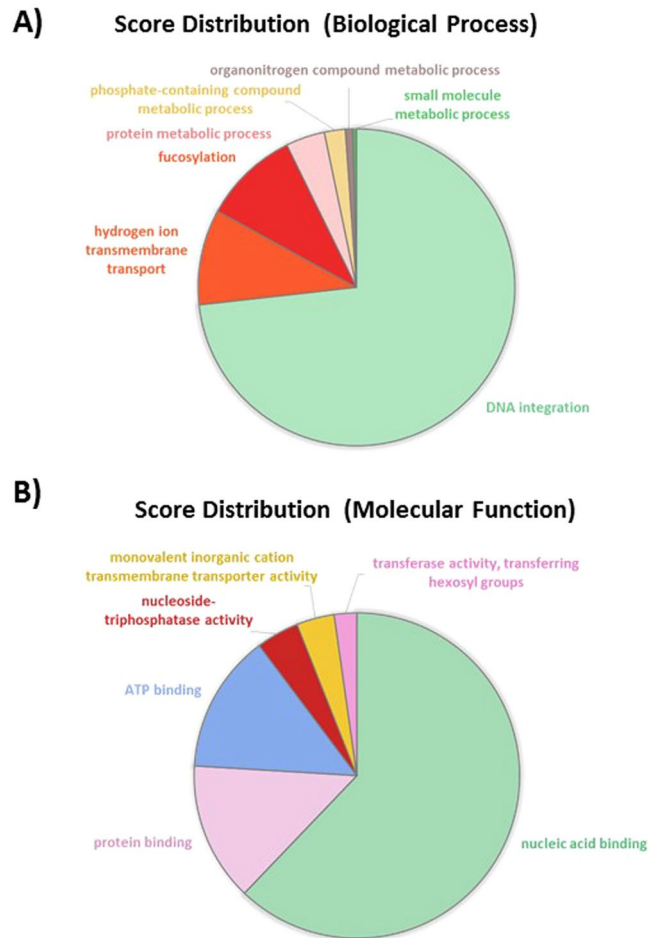 A)
Score Distribution (Biological Process)
organonitrogen compound metabolic process
phosphate-containing compound
metabolic process
small molecule
metabolic process
protein metabolic process
fucosylation
hydrogen ion
transmembrane
transport
DNA integration
B)
Score Distribution (Molecular Function)
monovalent inorganic cation
transmembrane transporter activity
transferase activity, transferring
hexosyl groups
nucleoside-
triphosphatase activity
ATP binding
protein binding
nucleic acid binding